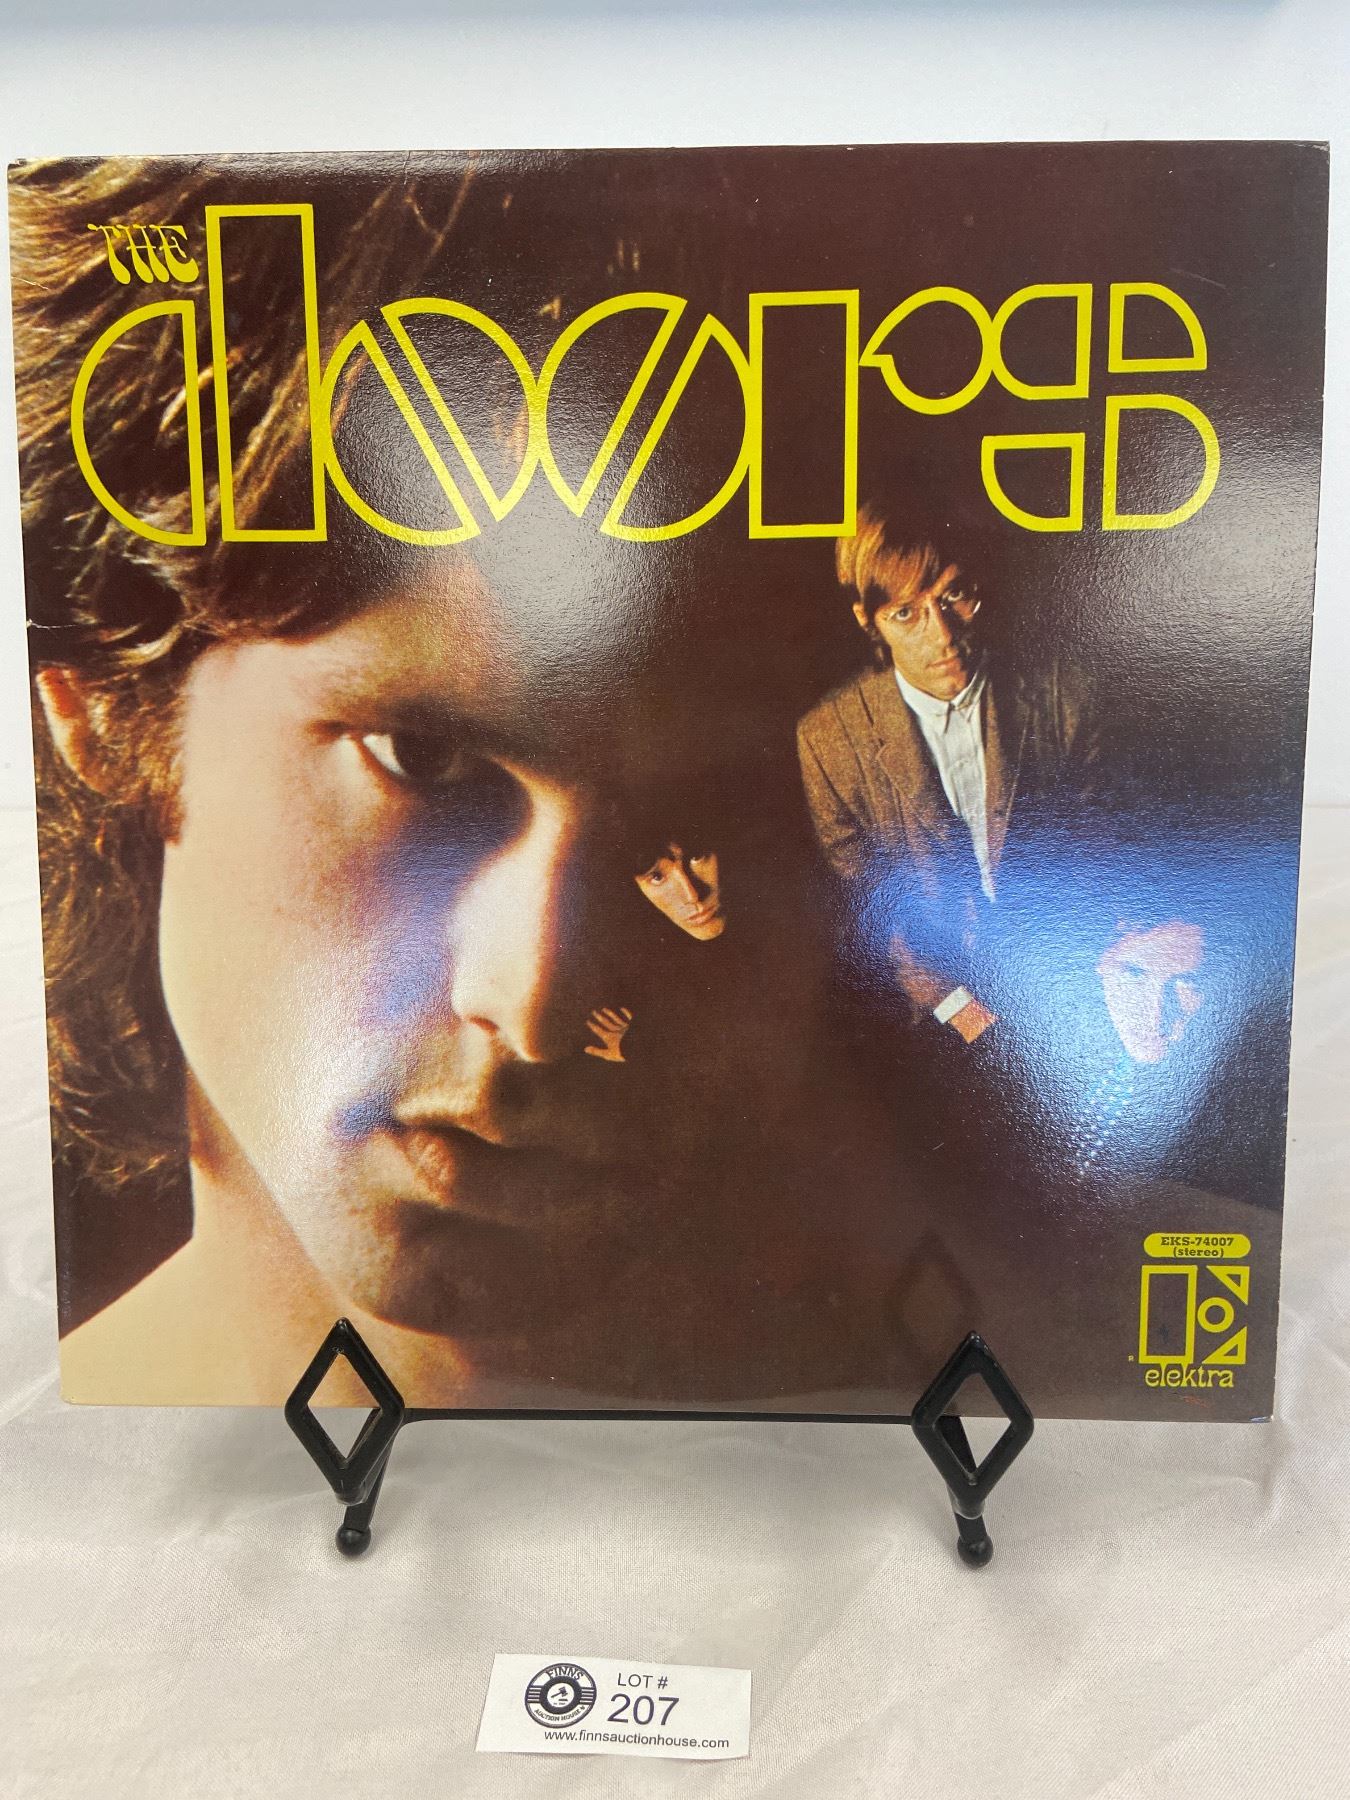 THE
doors
EKS-74007
(stereo)
elektra
FINNS
AUCTION HOUSE
LOT #
207
www.finnsauctionhouse.com